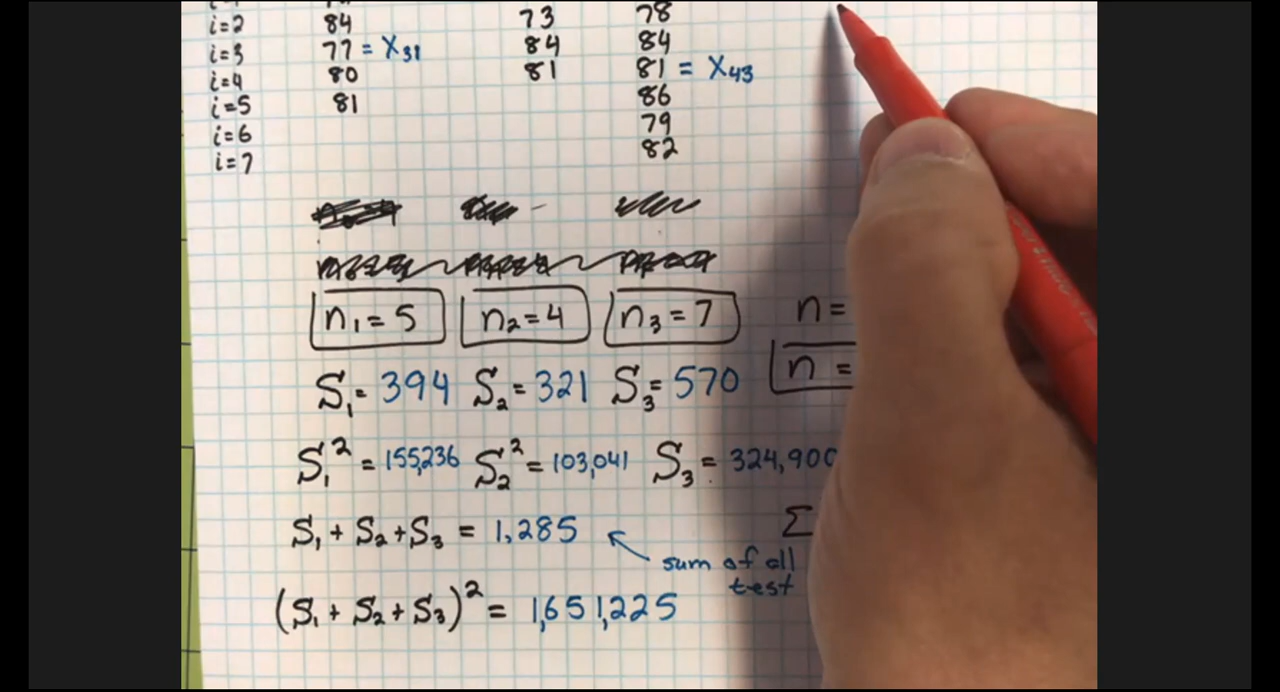 i=2 84 73 78
i=3 77 = X31 84 84
i=4 80 81 81 = X43
i=5 81 86
i=6 79
i=7 82
n1 = 5 n2 = 4 n3 = 7 n=
n =
S1 = 394 S2 = 321 S3 = 570
S1² = 155,236 S2² = 103,041 S3 = 324,900
S1 + S2 + S3 = 1,285 Σ
sum of all
test
(S1 + S2 + S3)² = 1,651,225